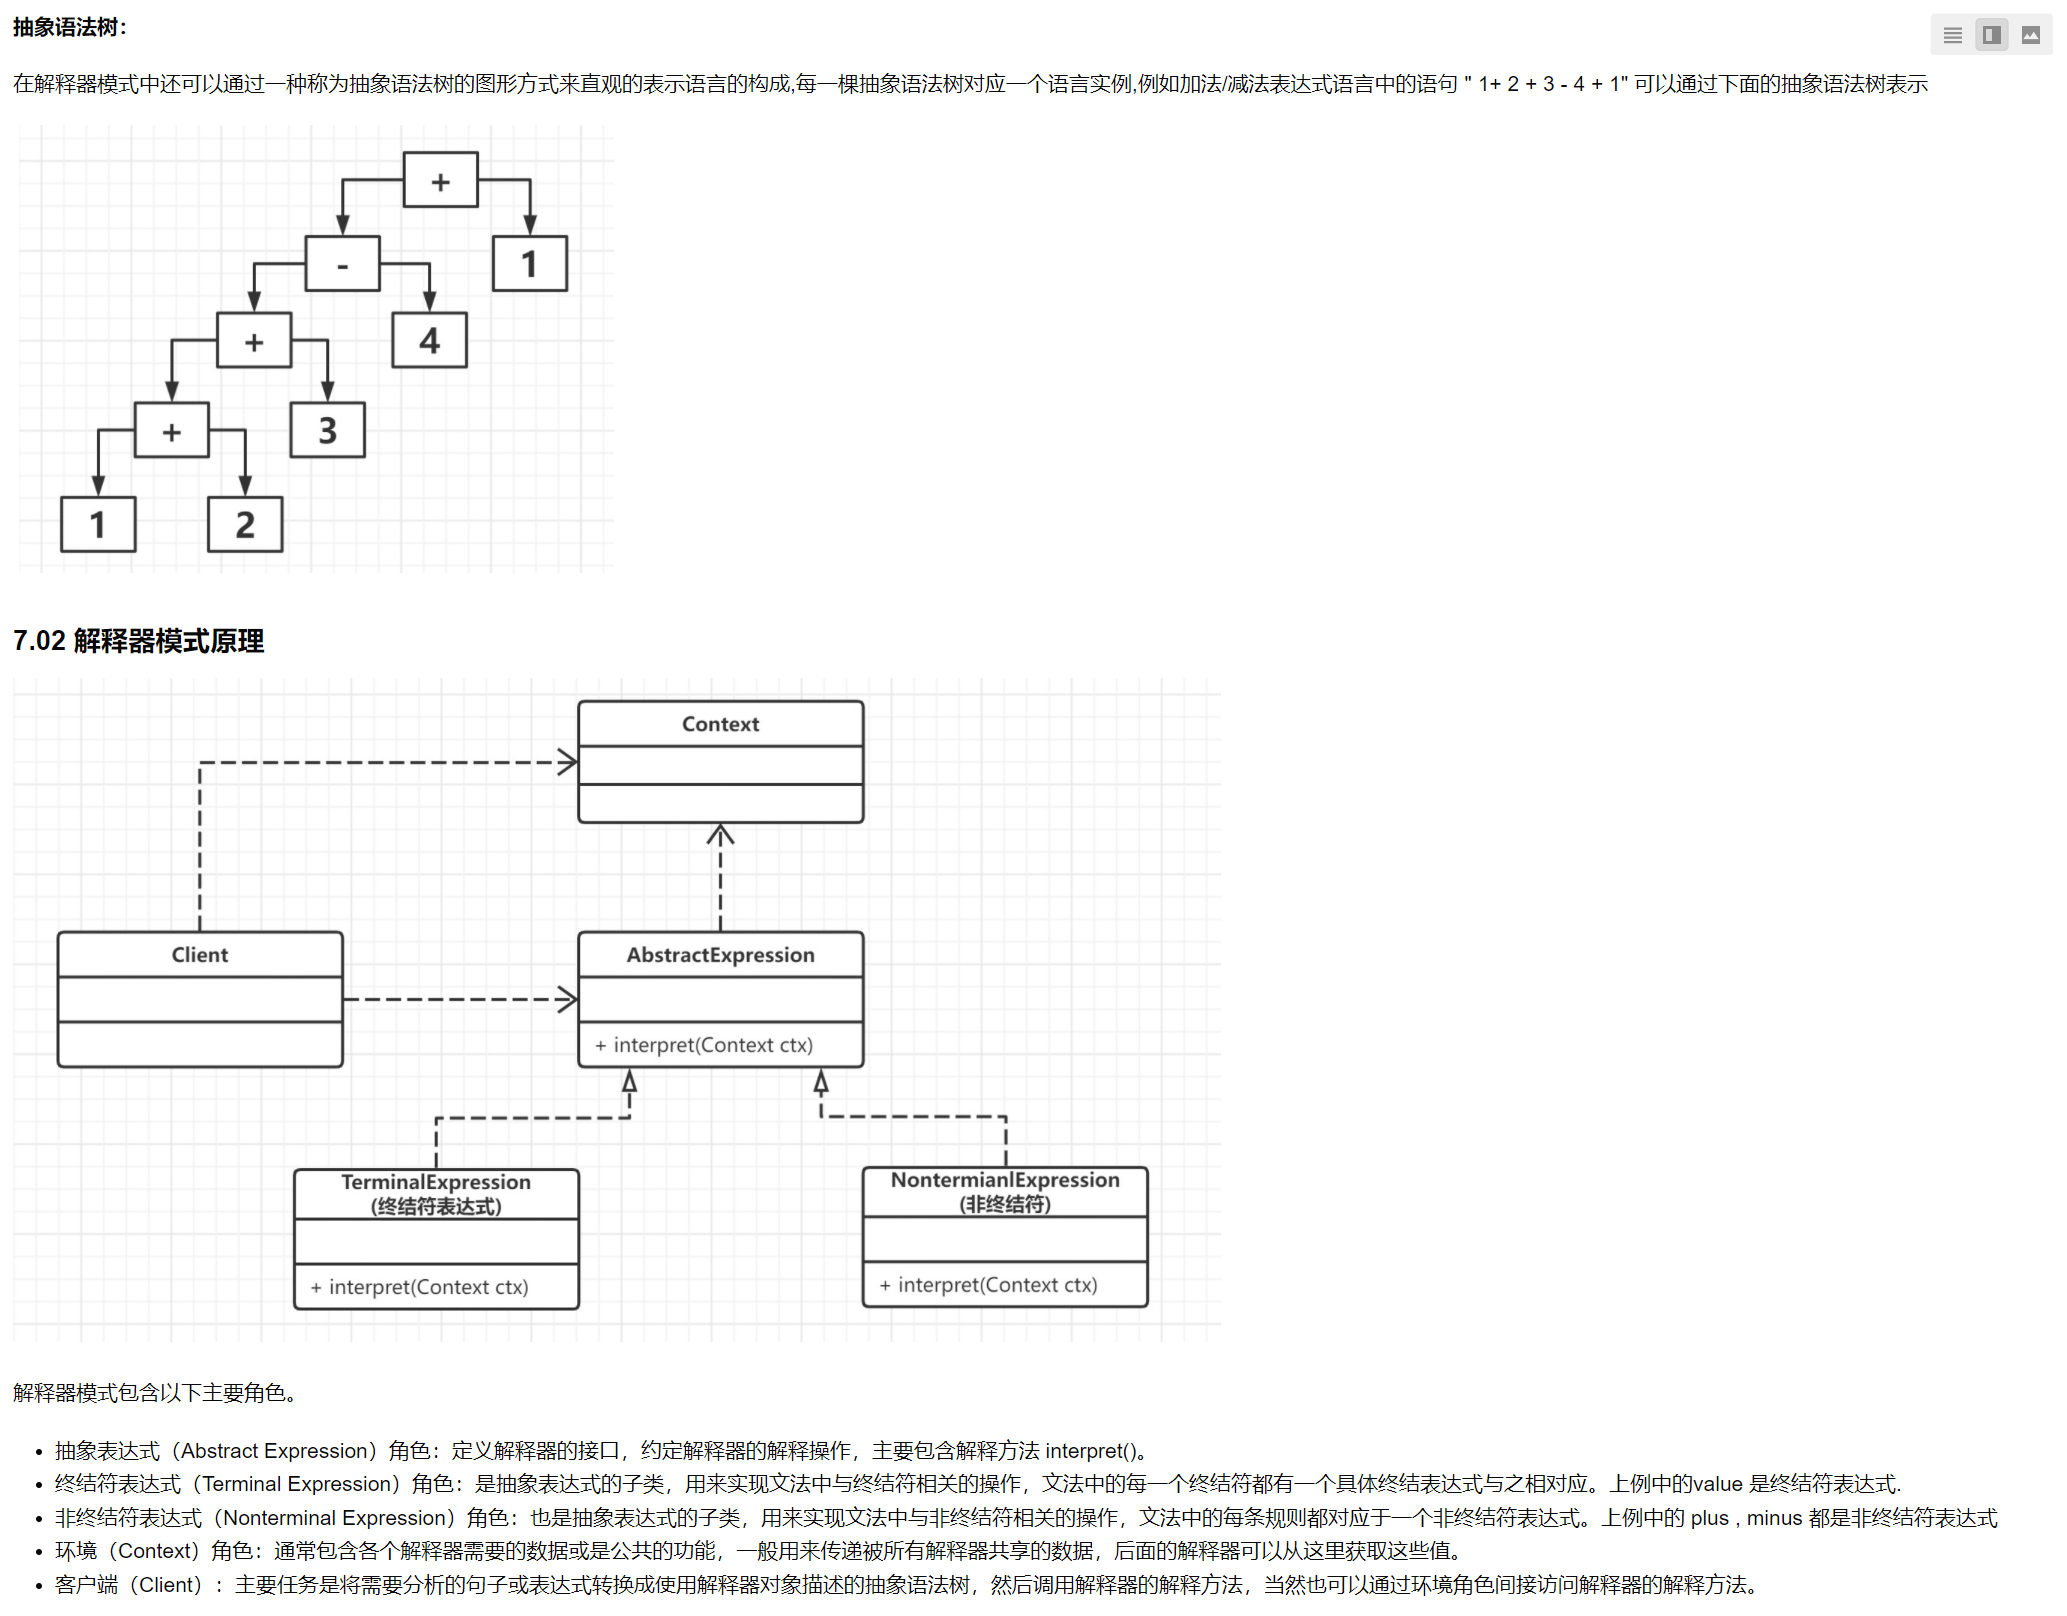 抽象语法树：
在解释器模式中还可以通过一种称为抽象语法树的图形方式来直观的表示语言的构成,每一棵抽象语法树对应一个语言实例,例如加法/减法表达式语言中的语句 " 1+ 2 + 3 - 4 + 1" 可以通过下面的抽象语法树表示
+
-
1
+
4
+
3
1
2
7.02 解释器模式原理
Context
Client
AbstractExpression
+ interpret(Context ctx)
TerminalExpression
(终结符表达式)
+ interpret(Context ctx)
NontermianlExpression
(非终结符)
+ interpret(Context ctx)
解释器模式包含以下主要角色。
• 抽象表达式（Abstract Expression）角色：定义解释器的接口，约定解释器的解释操作，主要包含解释方法 interpret()。
• 终结符表达式（Terminal Expression）角色：是抽象表达式的子类，用来实现文法中与终结符相关的操作，文法中的每一个终结符都有一个具体终结表达式与之相对应。上例中的value 是终结符表达式.
• 非终结符表达式（Nonterminal Expression）角色：也是抽象表达式的子类，用来实现文法中与非终结符相关的操作，文法中的每条规则都对应于一个非终结符表达式。上例中的 plus , minus 都是非终结符表达式
• 环境（Context）角色：通常包含各个解释器需要的数据或是公共的功能，一般用来传递被所有解释器共享的数据，后面的解释器可以从这里获取这些值。
• 客户端（Client）：主要任务是将需要分析的句子或表达式转换成使用解释器对象描述的抽象语法树，然后调用解释器的解释方法，当然也可以通过环境角色间接访问解释器的解释方法。